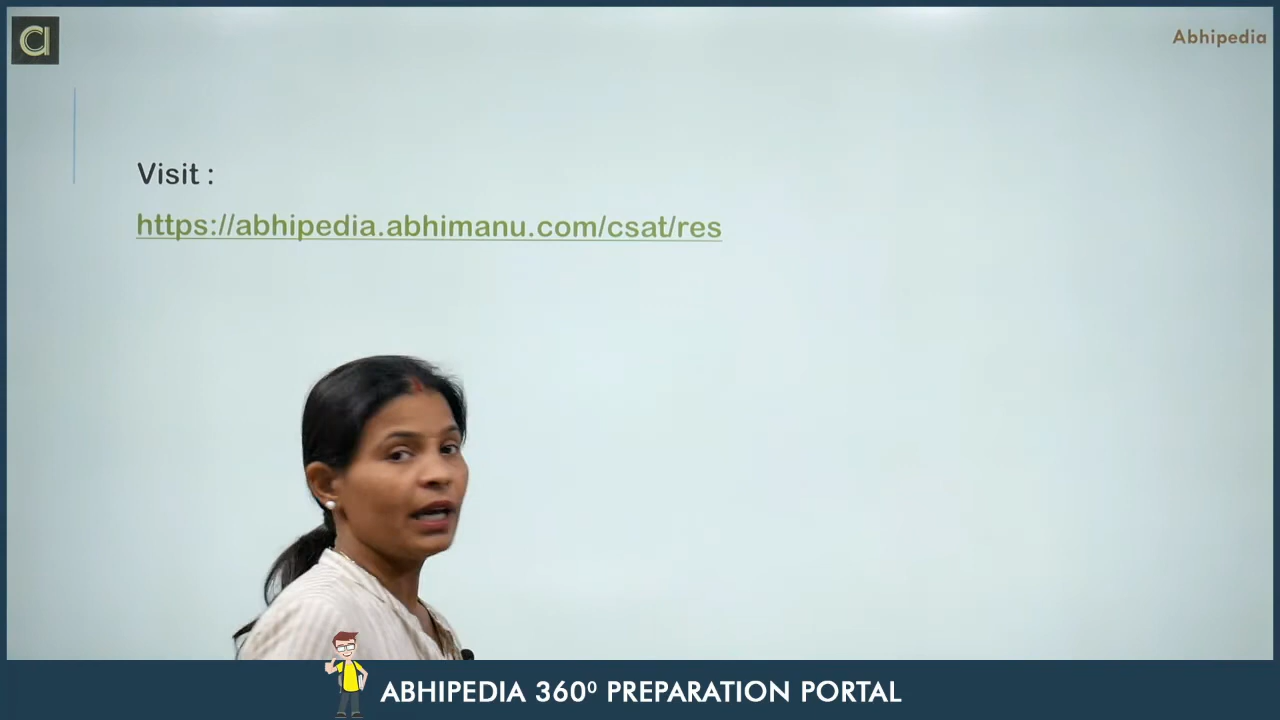 Abhipedia
Visit :
https://abhipedia.abhimanu.com/csat/res
ABHIPEDIA 360⁰ PREPARATION PORTAL